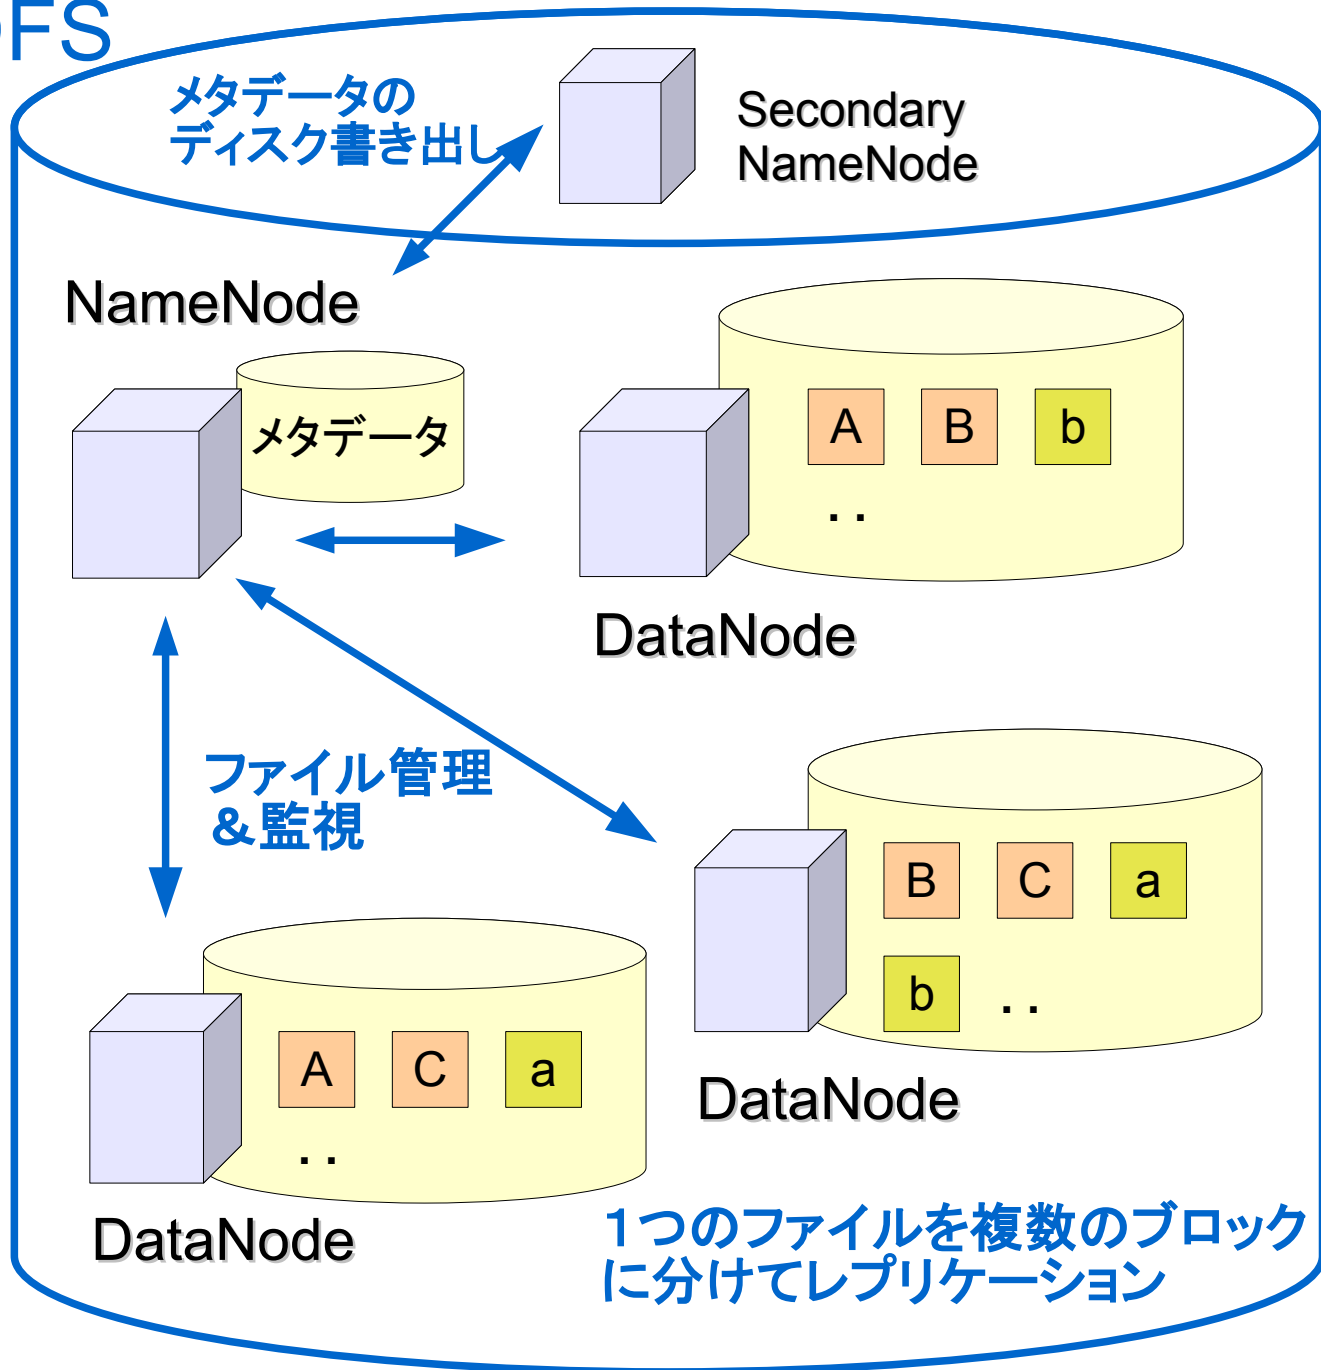 DFS
メタデータの
ディスク書き出し
Secondary
NameNode
NameNode
メタデータ
A B b
. .
DataNode
ファイル管理
＆監視
B C a
b . .
DataNode
A C a
. .
DataNode
１つのファイルを複数のブロック
に分けてレプリケーション